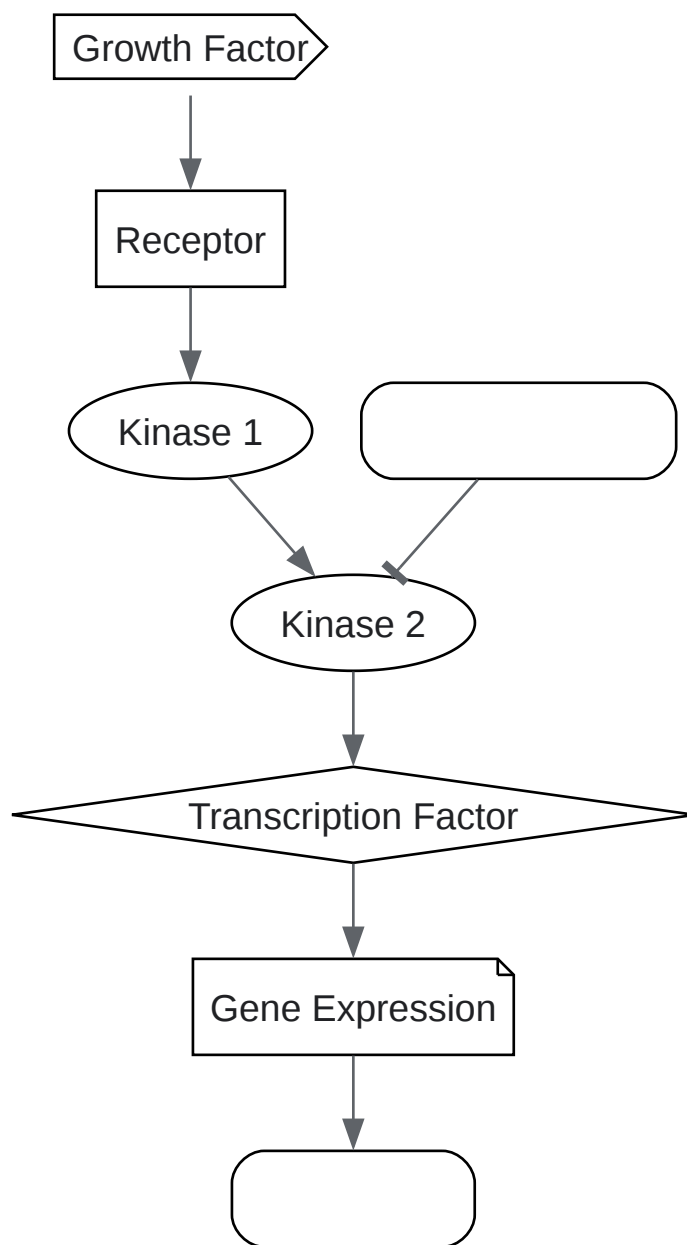 Growth Factor
Receptor
Kinase 1
Kinase 2
Transcription Factor
Gene Expression